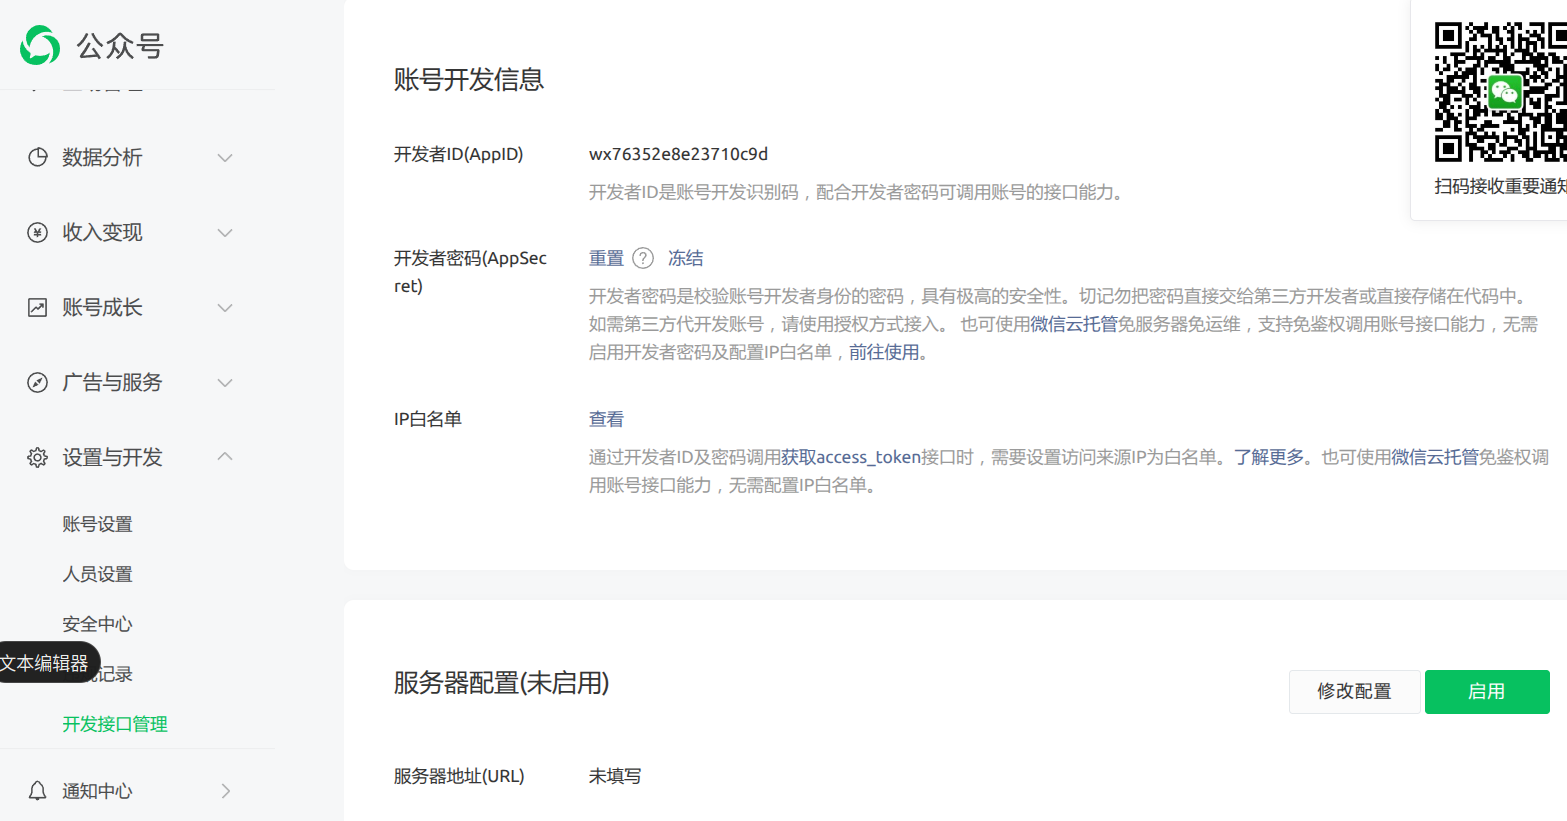 公众号
数据分析
收入变现
账号成长
广告与服务
设置与开发
账号设置
人员设置
安全中心
文本编辑器
记录
开发接口管理
通知中心
账号开发信息
开发者ID(AppID)
wx76352e8e23710c9d
开发者ID是账号开发识别码，配合开发者密码可调用账号的接口能力。
开发者密码(AppSec
ret)
重置 ? 冻结
开发者密码是校验账号开发者身份的密码，具有极高的安全性。切记勿把密码直接交给第三方开发者或直接存储在代码中。
如需第三方代开发账号，请使用授权方式接入。 也可使用微信云托管免服务器免运维，支持免鉴权调用账号接口能力，无需
启用开发者密码及配置IP白名单，前往使用。
IP白名单
查看
通过开发者ID及密码调用获取access_token接口时，需要设置访问来源IP为白名单。了解更多。也可使用微信云托管免鉴权调
用账号接口能力，无需配置IP白名单。
扫码接收重要通知
服务器配置(未启用)
修改配置
启用
服务器地址(URL)
未填写